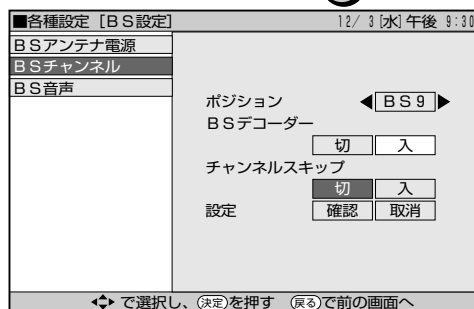 ■各種設定［BS設定］ 12/ 3[水]午後 9:30
BSアンテナ電源
BSチャンネル
BS音声
ポジション ◀BS9▶
BSデコーダー
切 入
チャンネルスキップ
切 入
設定 確認 取消
で選択し、決定を押す 戻るで前の画面へ